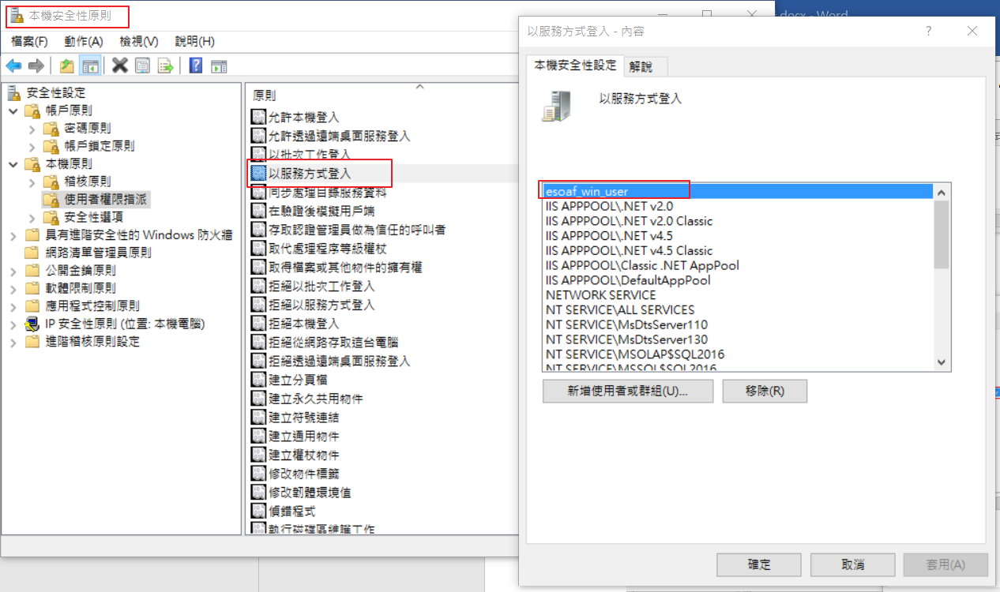 本機安全性原則
檔案(F) 動作(A) 檢視(V) 說明(H)
安全性設定
帳戶原則
密碼原則
帳戶鎖定原則
本機原則
稽核原則
使用者權限指派
安全性選項
具有進階安全性的 Windows 防火牆
網路清單管理員原則
公開金鑰原則
軟體限制原則
應用程式控制原則
IP 安全性原則 (位置: 本機電腦)
進階稽核原則設定
原則
允許本機登入
允許透過遠端桌面服務登入
以批次工作登入
以服務方式登入
同步處理目錄服務資料
在驗證後模擬用戶端
存取認證管理員做為信任的呼叫者
取代處理程序等級權杖
取得檔案或其他物件的擁有權
拒絕以批次工作登入
拒絕以服務方式登入
拒絕本機登入
拒絕從網路存取這台電腦
拒絕透過遠端桌面服務登入
建立分頁檔
建立永久共用物件
建立符號連結
建立通用物件
建立權杖物件
修改物件標籤
修改韌體環境值
偵錯程式
執行磁碟區維護工作
.docx - Word
以服務方式登入 - 內容
?
本機安全性設定 解說
以服務方式登入
esoaf_win_user
IIS APPPOOL\.NET v2.0
IIS APPPOOL\.NET v2.0 Classic
IIS APPPOOL\.NET v4.5
IIS APPPOOL\.NET v4.5 Classic
IIS APPPOOL\Classic .NET AppPool
IIS APPPOOL\DefaultAppPool
NETWORK SERVICE
NT SERVICE\ALL SERVICES
NT SERVICE\MsDtsServer110
NT SERVICE\MsDtsServer130
NT SERVICE\MSOLAP$SQL2016
NT SERVICE\MSSQL$SQL2016
新增使用者或群組(U)... 移除(R)
確定 取消 套用(A)